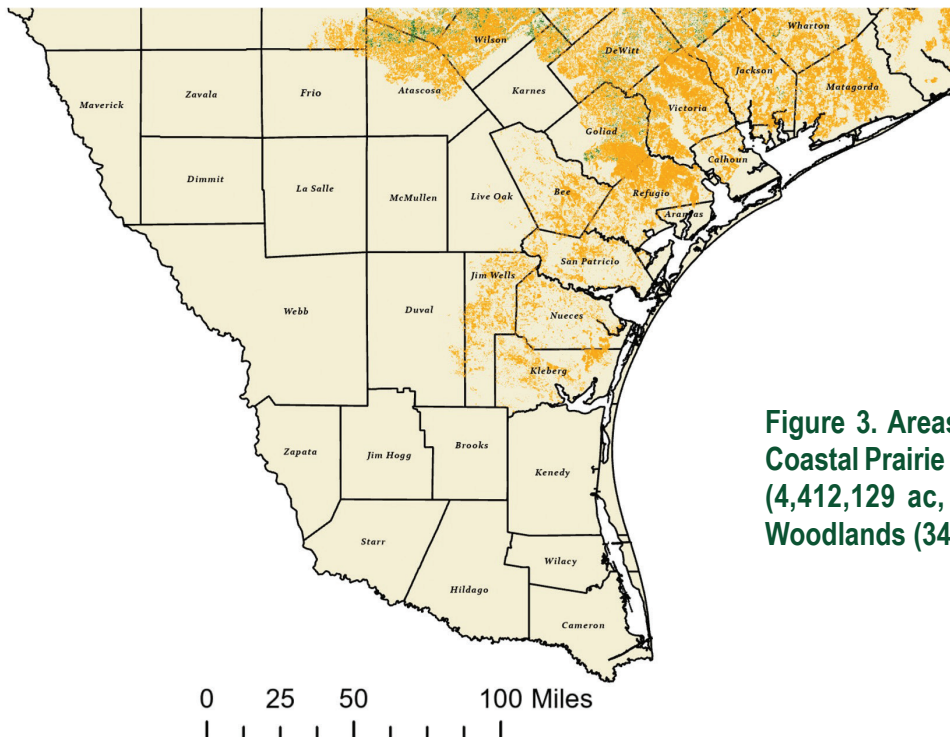 Wilson
DeWitt
Wharton
Maverick
Zavala
Frio
Atascosa
Karnes
Jackson
Matagorda
Victoria
Goliad
Calhoun
Dimmit
La Salle
McMullen
Live Oak
Bee
Refugio
Aransas
San Patricio
Jim Wells
Webb
Duval
Nueces
Kleberg
Zapata
Jim Hogg
Brooks
Kenedy
Starr
Hildago
Wilacy
Cameron
Figure 3. Areas
Coastal Prairie
(4,412,129 ac,
Woodlands (34
0 25 50 100 Miles